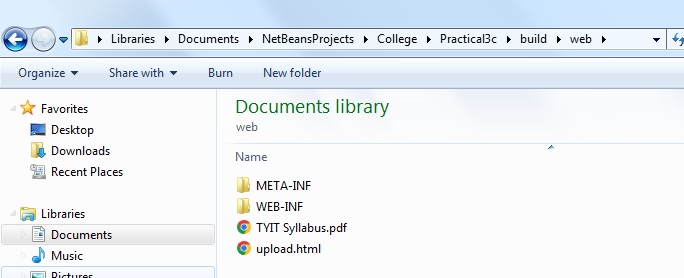 Libraries Documents NetBeansProjects College Practical3c build web
Organize Share with Burn New folder
Favorites
Desktop
Downloads
Recent Places
Libraries
Documents
Music
Pictures
Documents library
web
Name
META-INF
WEB-INF
TYIT Syllabus.pdf
upload.html